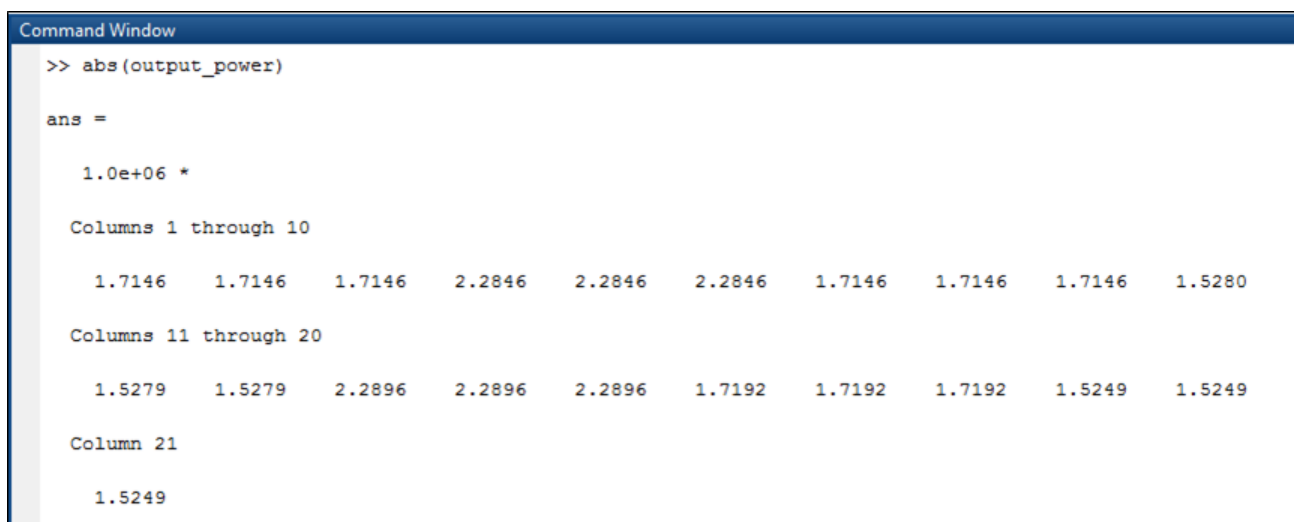 Command Window
>> abs(output_power)
ans =
1.0e+06 *
Columns 1 through 10
1.7146 1.7146 1.7146 2.2846 2.2846 2.2846 1.7146 1.7146 1.7146 1.5280
Columns 11 through 20
1.5279 1.5279 2.2896 2.2896 2.2896 1.7192 1.7192 1.7192 1.5249 1.5249
Column 21
1.5249